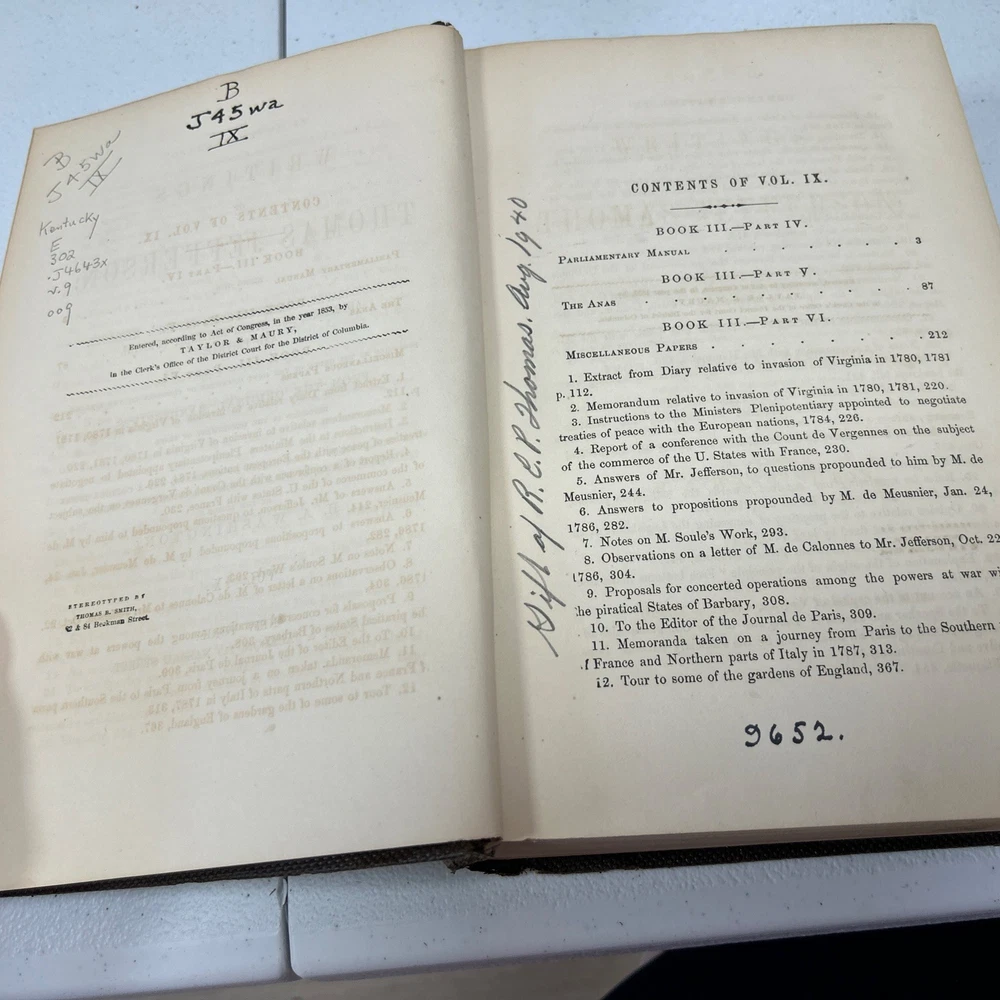 B
J45wa
IX
B
J45wa
IX
Kentucky
E
302
.J4643x
v.9
009
Entered, according to Act of Congress, in the year 1853, by
TAYLOR & MAURY,
In the Clerk's Office of the District Court for the District of Columbia.
STEREOTYPED BY
THOMAS B. SMITH,
& 84 Beekman Street.
Gift of R.C.P. Thomas. Aug. 1940
CONTENTS OF VOL. IX.
BOOK III.—PART IV.
PARLIAMENTARY MANUAL . . . . . . 3
BOOK III.—PART V.
THE ANAS . . . . . . . . 87
BOOK III.—PART VI.
MISCELLANEOUS PAPERS . . . . . . . 212
1. Extract from Diary relative to invasion of Virginia in 1780, 1781
p. 112.
2. Memorandum relative to invasion of Virginia in 1780, 1781, 220.
3. Instructions to the Ministers Plenipotentiary appointed to negotiate
treaties of peace with the European nations, 1784, 226.
4. Report of a conference with the Count de Vergennes on the subject
of the commerce of the U. States with France, 230.
5. Answers of Mr. Jefferson, to questions propounded to him by M. de
Meusnier, 244.
6. Answers to propositions propounded by M. de Meusnier, Jan. 24,
1786, 282.
7. Notes on M. Soule's Work, 293.
8. Observations on a letter of M. de Calonnes to Mr. Jefferson, Oct. 22
1786, 304.
9. Proposals for concerted operations among the powers at war wi
he piratical States of Barbary, 308.
10. To the Editor of the Journal de Paris, 309.
11. Memoranda taken on a journey from Paris to the Southern
f France and Northern parts of Italy in 1787, 313.
12. Tour to some of the gardens of England, 367.
9652.